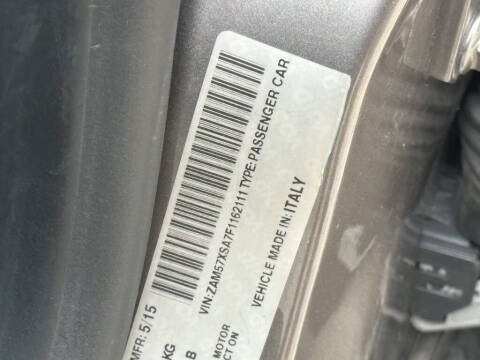 MFR: 5/15
KG
B
VIN: ZAM57XSA7F1162111 TYPE: PASSENGER CAR
MOTOR
CT ON
VEHICLE MADE IN: ITALY